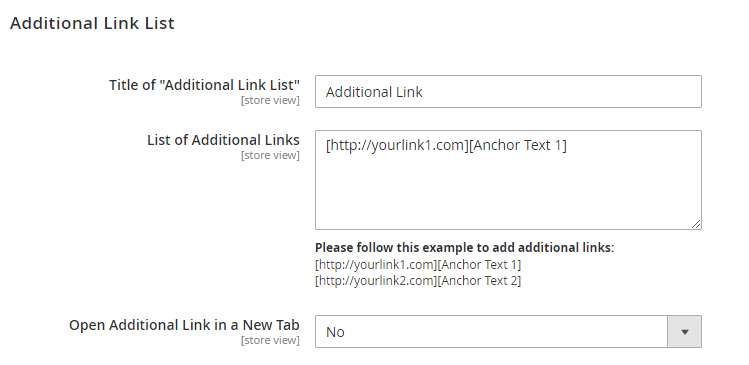 Additional Link List
Title of "Additional Link List"
[store view]
Additional Link
List of Additional Links
[store view]
[http://yourlink1.com][Anchor Text 1]
Please follow this example to add additional links:
[http://yourlink1.com][Anchor Text 1]
[http://yourlink2.com][Anchor Text 2]
Open Additional Link in a New Tab
[store view]
No